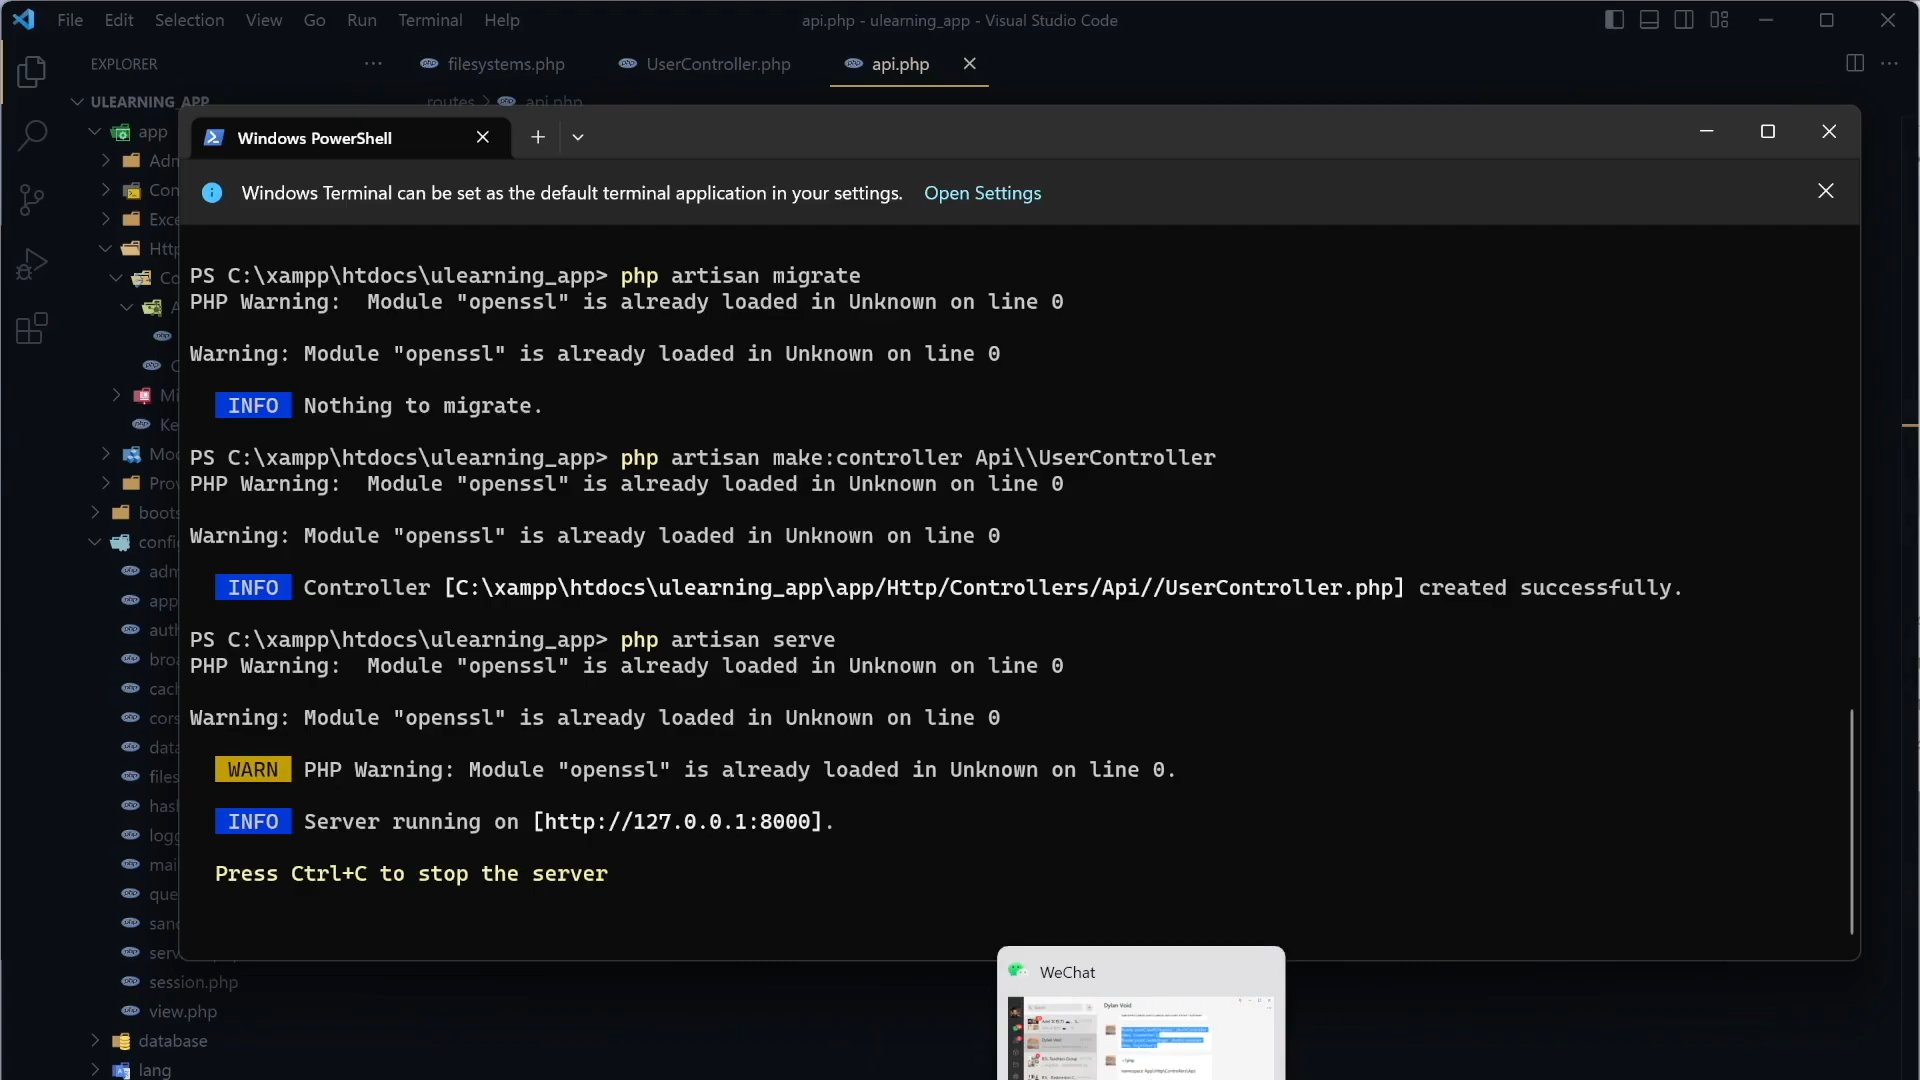 File Edit Selection View Go Run Terminal Help api.php - ulearning_app - Visual Studio Code
EXPLORER
filesystems.php UserController.php api.php
ULEARNING_APP
routes > api.php
app
Windows PowerShell
Windows Terminal can be set as the default terminal application in your settings. Open Settings
PS C:\xampp\htdocs\ulearning_app> php artisan migrate
PHP Warning:  Module "openssl" is already loaded in Unknown on line 0
Warning: Module "openssl" is already loaded in Unknown on line 0
INFO Nothing to migrate.
PS C:\xampp\htdocs\ulearning_app> php artisan make:controller Api\\UserController
PHP Warning:  Module "openssl" is already loaded in Unknown on line 0
Warning: Module "openssl" is already loaded in Unknown on line 0
INFO Controller [C:\xampp\htdocs\ulearning_app\app/Http/Controllers/Api//UserController.php] created successfully.
PS C:\xampp\htdocs\ulearning_app> php artisan serve
PHP Warning:  Module "openssl" is already loaded in Unknown on line 0
Warning: Module "openssl" is already loaded in Unknown on line 0
WARN PHP Warning: Module "openssl" is already loaded in Unknown on line 0.
INFO Server running on [http://127.0.0.1:8000].
Press Ctrl+C to stop the server
session.php
view.php
database
lang
WeChat
Dylan Void